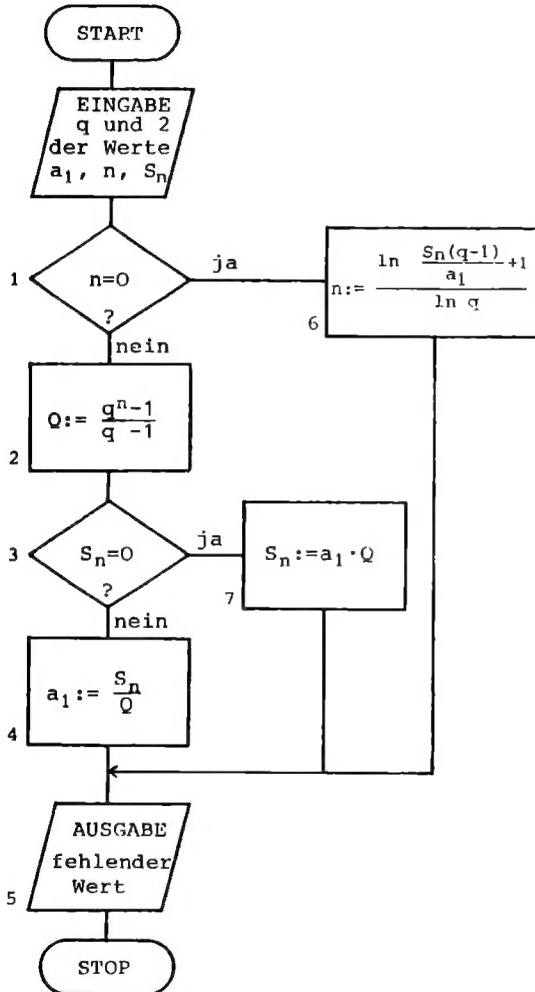 START
EINGABE
q und 2
der Werte
a₁, n, Sₙ
1
n=0
?
ja
nein
n:= ln Sₙ(q-1)/a₁ +1 / ln q
6
Q:= qⁿ-1 / q -1
2
3
Sₙ=0
?
ja
nein
Sₙ:=a₁·Q
7
a₁:= Sₙ/Q
4
AUSGABE
fehlender
Wert
5
STOP